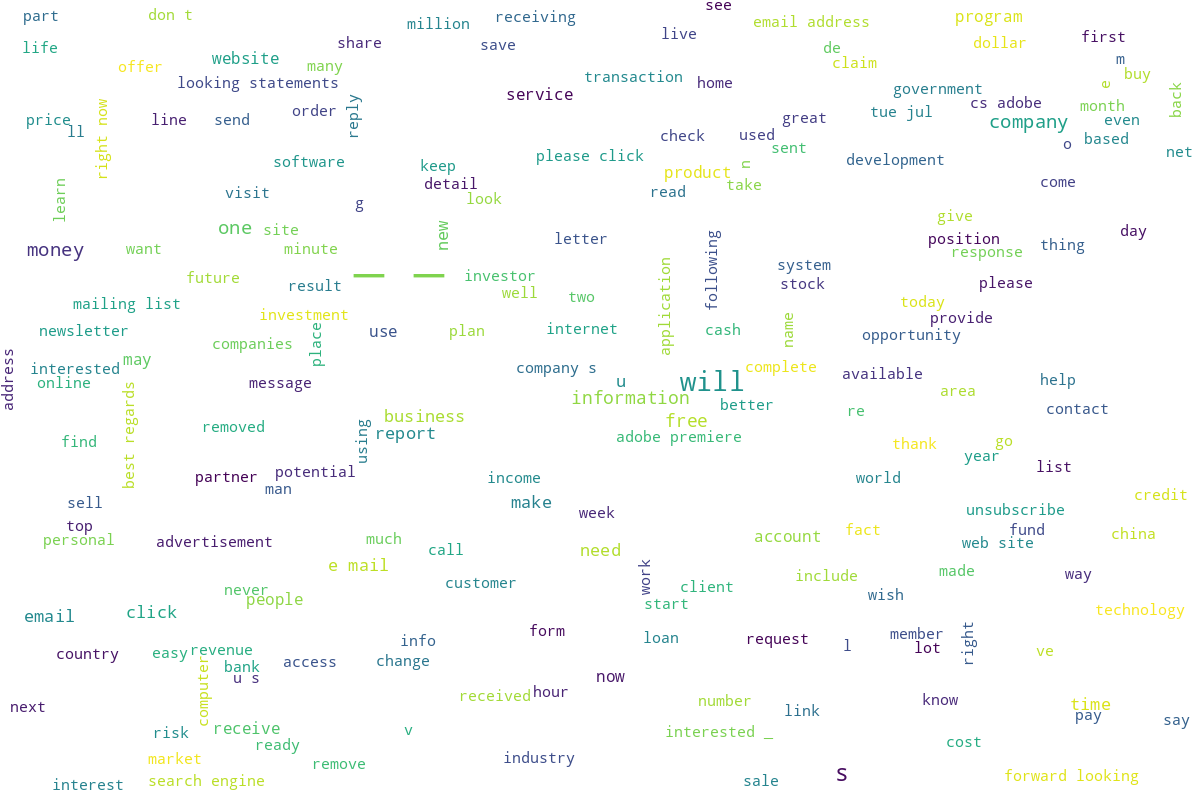 part
don t
million
receiving
see
email address
program
life
website
share
save
live
de
dollar
first
offer
many
claim
m
looking statements
transaction
home
government
e
buy
right now
order
reply
service
cs adobe
month
back
price
ll
line
send
check
used
great
tue jul
company
even
software
keep
please click
sent
development
o
based
net
learn
visit
detail
look
read
product
n
take
come
g
one
site
new
give
money
want
minute
letter
following
position
response
thing
day
future
result
_ _
investor
application
system
stock
please
mailing list
well
two
today
newsletter
investment
place
use
plan
internet
cash
name
provide
opportunity
address
companies
may
interested
online
message
company s
u
will
complete
available
help
best regards
business
information
better
area
contact
removed
using
report
free
adobe premiere
re
find
thank
go
partner
potential
man
income
year
list
world
sell
make
week
credit
top
unsubscribe
personal
advertisement
much
call
need
account
fact
web site
fund
china
e mail
customer
work
client
include
made
way
never
people
start
wish
email
click
technology
country
easy
revenue
info
form
loan
request
l
member
lot
right
ve
bank
computer
u s
access
change
now
next
received
hour
number
link
know
time
pay
say
risk
receive
ready
v
interested _
cost
market
remove
industry
interest
search engine
sale
s
forward looking